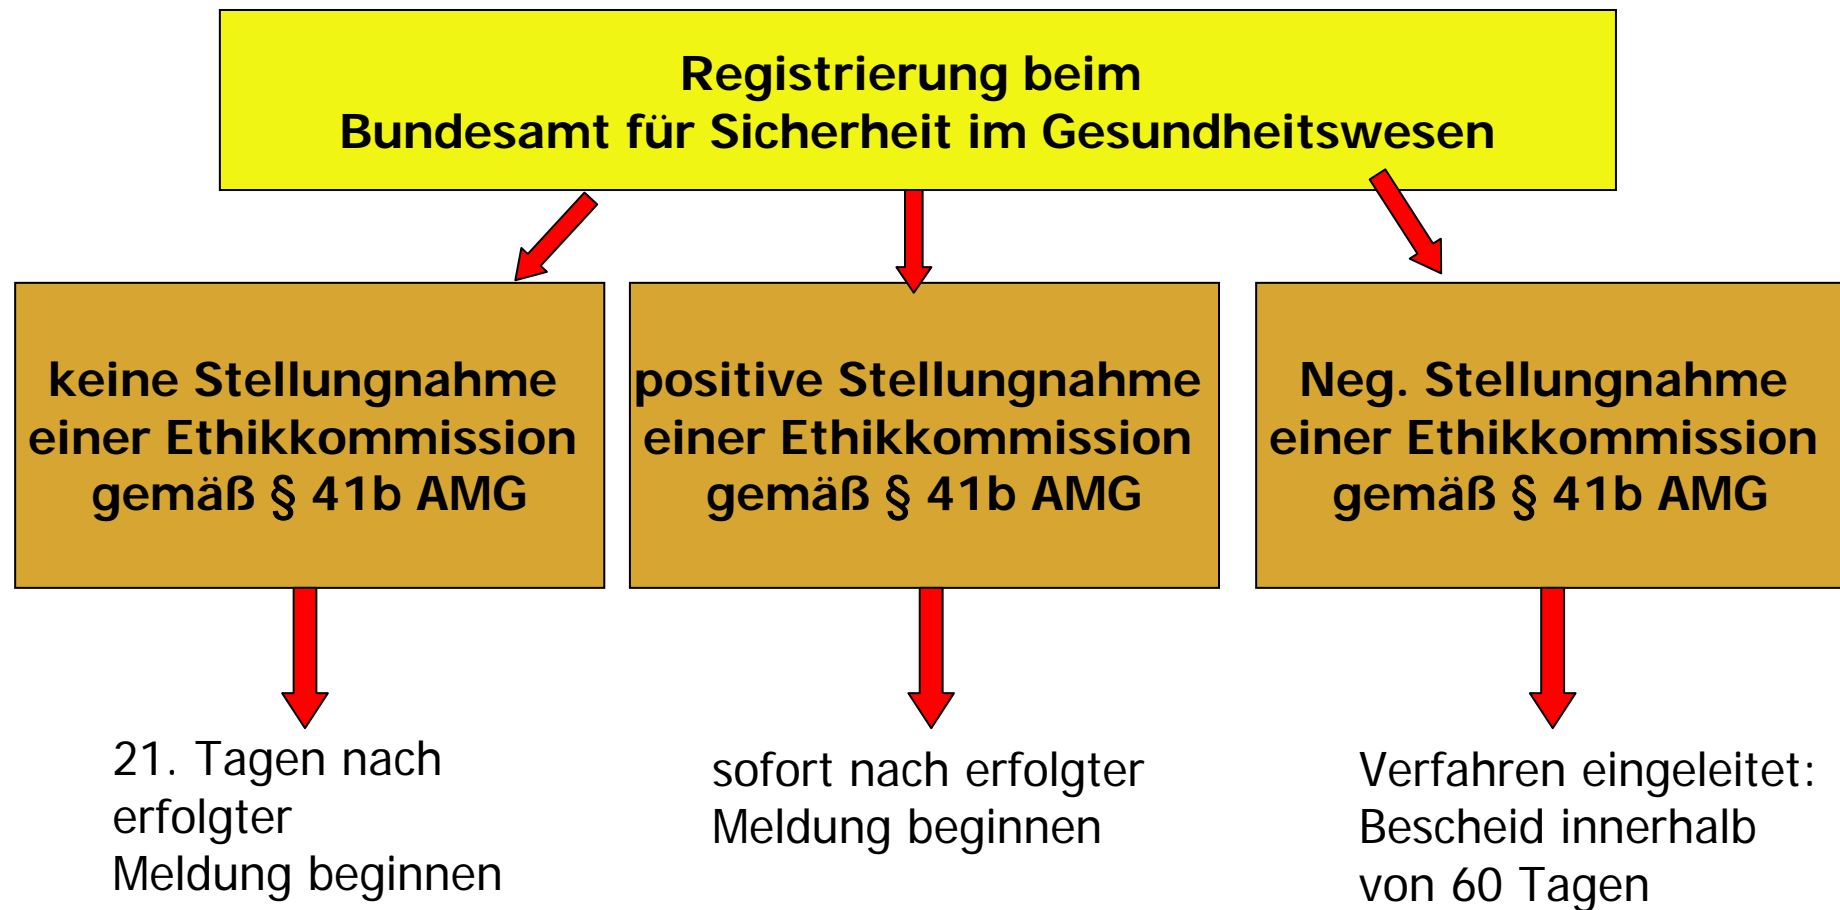 Registrierung beim
Bundesamt für Sicherheit im Gesundheitswesen
keine Stellungnahme
einer Ethikkommission
gemäß § 41b AMG
positive Stellungnahme
einer Ethikkommission
gemäß § 41b AMG
Neg. Stellungnahme
einer Ethikkommission
gemäß § 41b AMG
21. Tagen nach
erfolgter
Meldung beginnen
sofort nach erfolgter
Meldung beginnen
Verfahren eingeleitet:
Bescheid innerhalb
von 60 Tagen